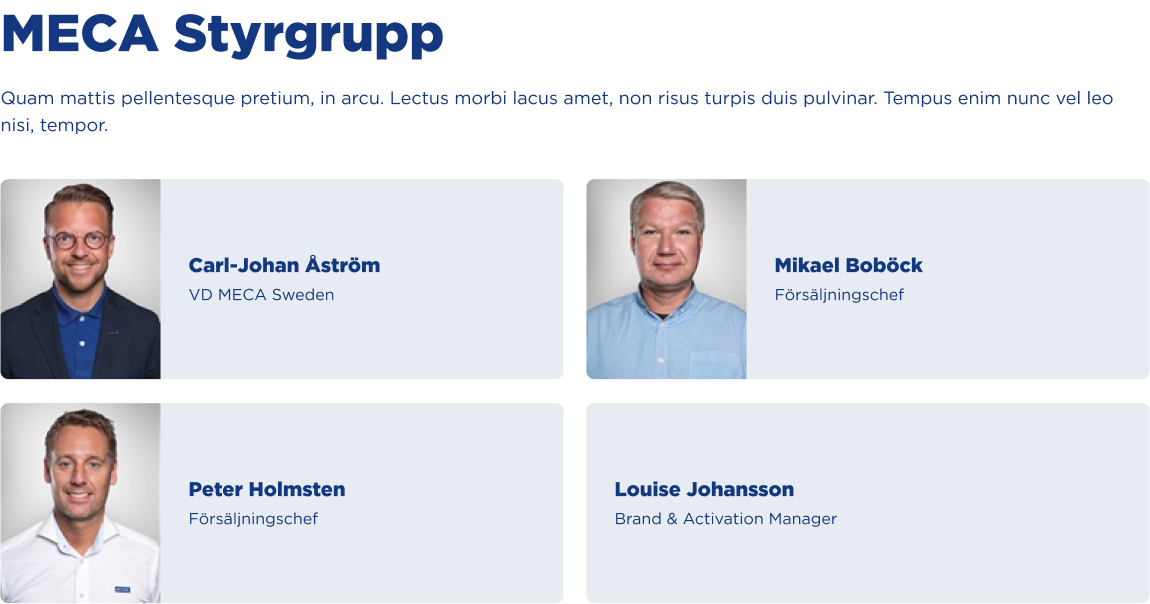 MECA Styrgrupp
Quam mattis pellentesque pretium, in arcu. Lectus morbi lacus amet, non risus turpis duis pulvinar. Tempus enim nunc vel leo
nisi, tempor.
Carl-Johan Åström
VD MECA Sweden
Mikael Boböck
Försäljningschef
Peter Holmsten
Försäljningschef
Louise Johansson
Brand & Activation Manager